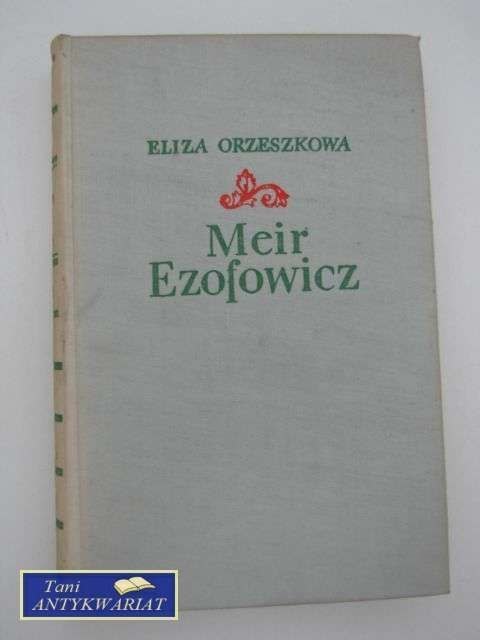 ELIZA ORZESZKOWA
Meir
Ezofowicz
Tani
ANTYKWARIAT